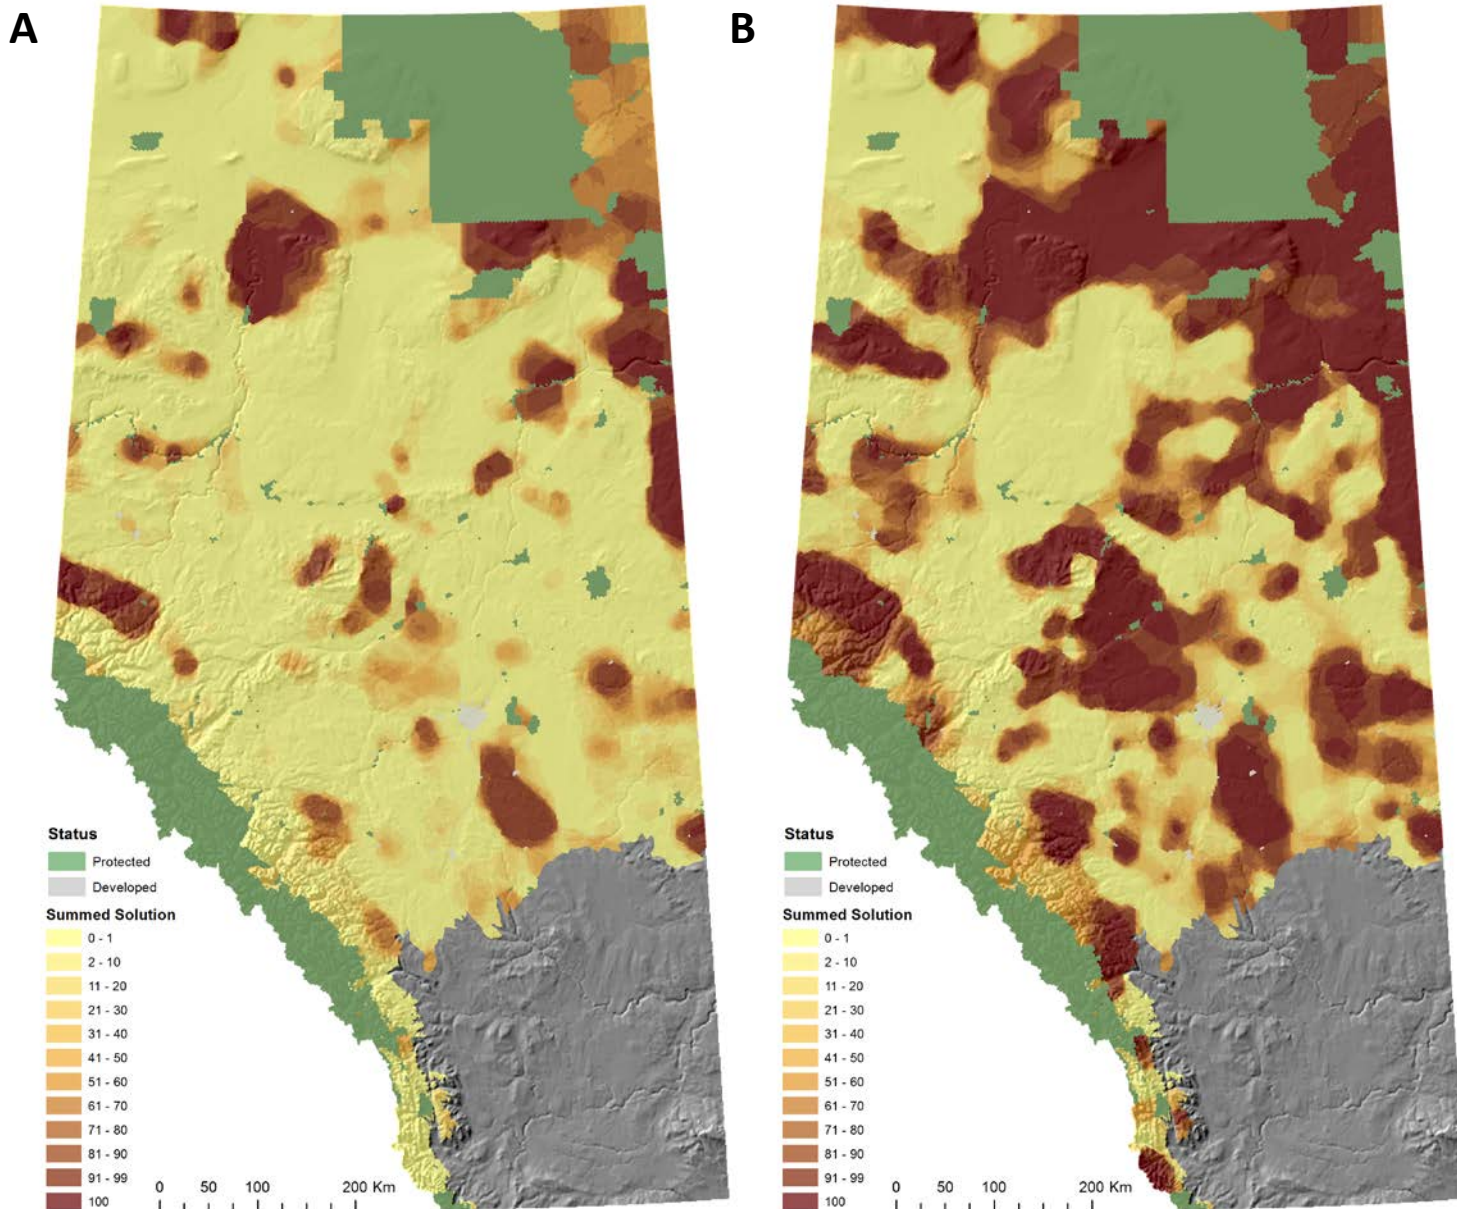 A
B
Status
Protected
Developed
Summed Solution
0 - 1
2 - 10
11 - 20
21 - 30
31 - 40
41 - 50
51 - 60
61 - 70
71 - 80
81 - 90
91 - 99
100
0 50 100 200 Km
Status
Protected
Developed
Summed Solution
0 - 1
2 - 10
11 - 20
21 - 30
31 - 40
41 - 50
51 - 60
61 - 70
71 - 80
81 - 90
91 - 99
100
0 50 100 200 Km